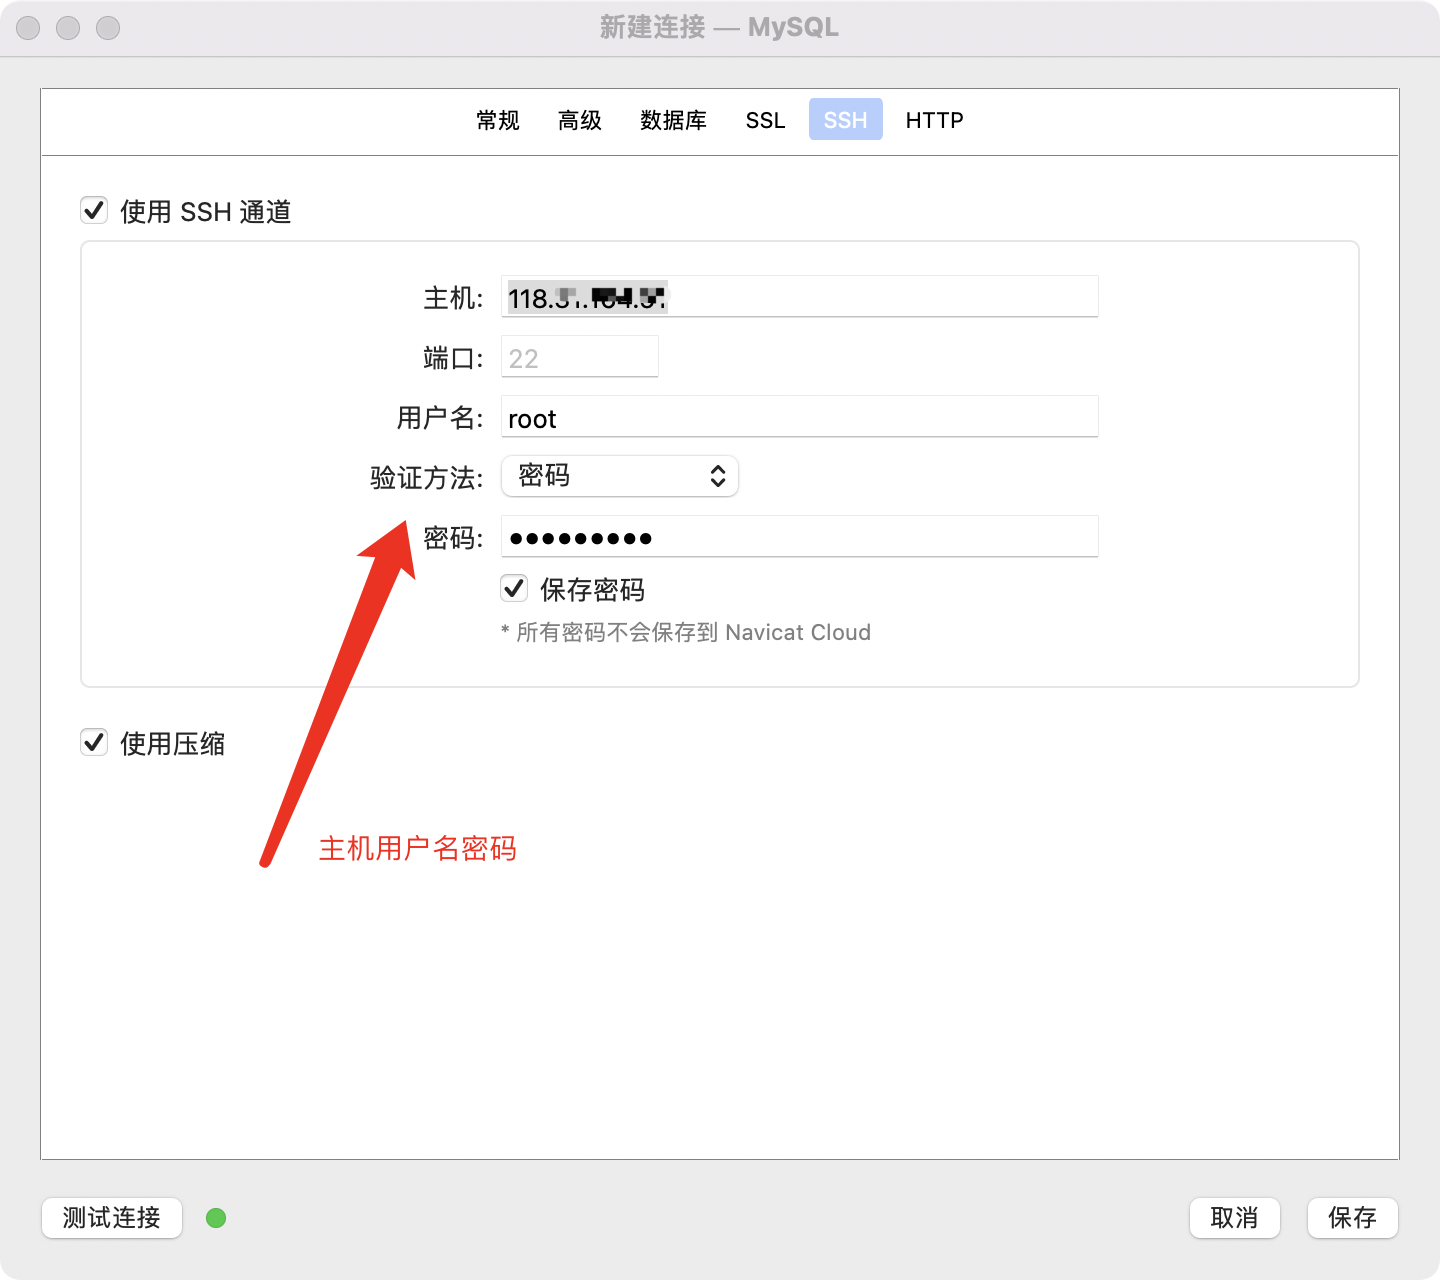 新建连接 — MySQL
常规 高级 数据库 SSL SSH HTTP
使用 SSH 通道
主机: 118.
端口: 22
用户名: root
验证方法: 密码
密码: •••••••••
保存密码
* 所有密码不会保存到 Navicat Cloud
使用压缩
主机用户名密码
测试连接 取消 保存